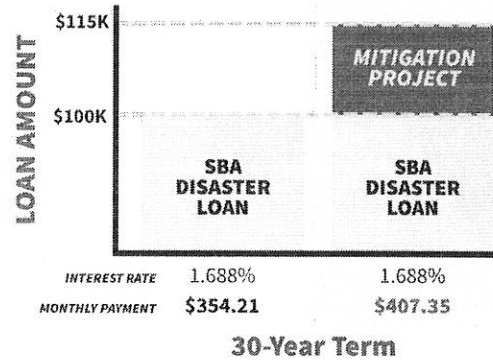 $115K
MITIGATION
PROJECT
$100K
LOAN AMOUNT
SBA
DISASTER
LOAN
SBA
DISASTER
LOAN
INTEREST RATE 1.688% 1.688%
MONTHLY PAYMENT $354.21 $407.35
30-Year Term